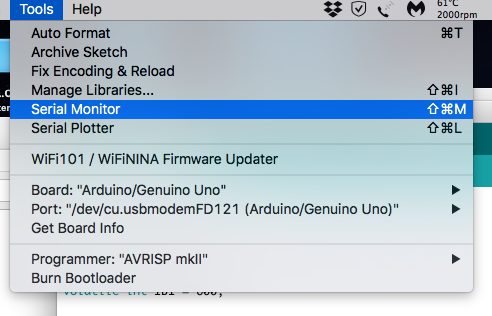 Tools Help 61°C
2000rpm
Auto Format ⌘T
Archive Sketch
Fix Encoding & Reload
Manage Libraries... ⇧⌘I
Serial Monitor ⇧⌘M
Serial Plotter ⇧⌘L
WiFi101 / WiFiNINA Firmware Updater
Board: "Arduino/Genuino Uno"
Port: "/dev/cu.usbmodemFD121 (Arduino/Genuino Uno)"
Get Board Info
Programmer: "AVRISP mkII"
Burn Bootloader